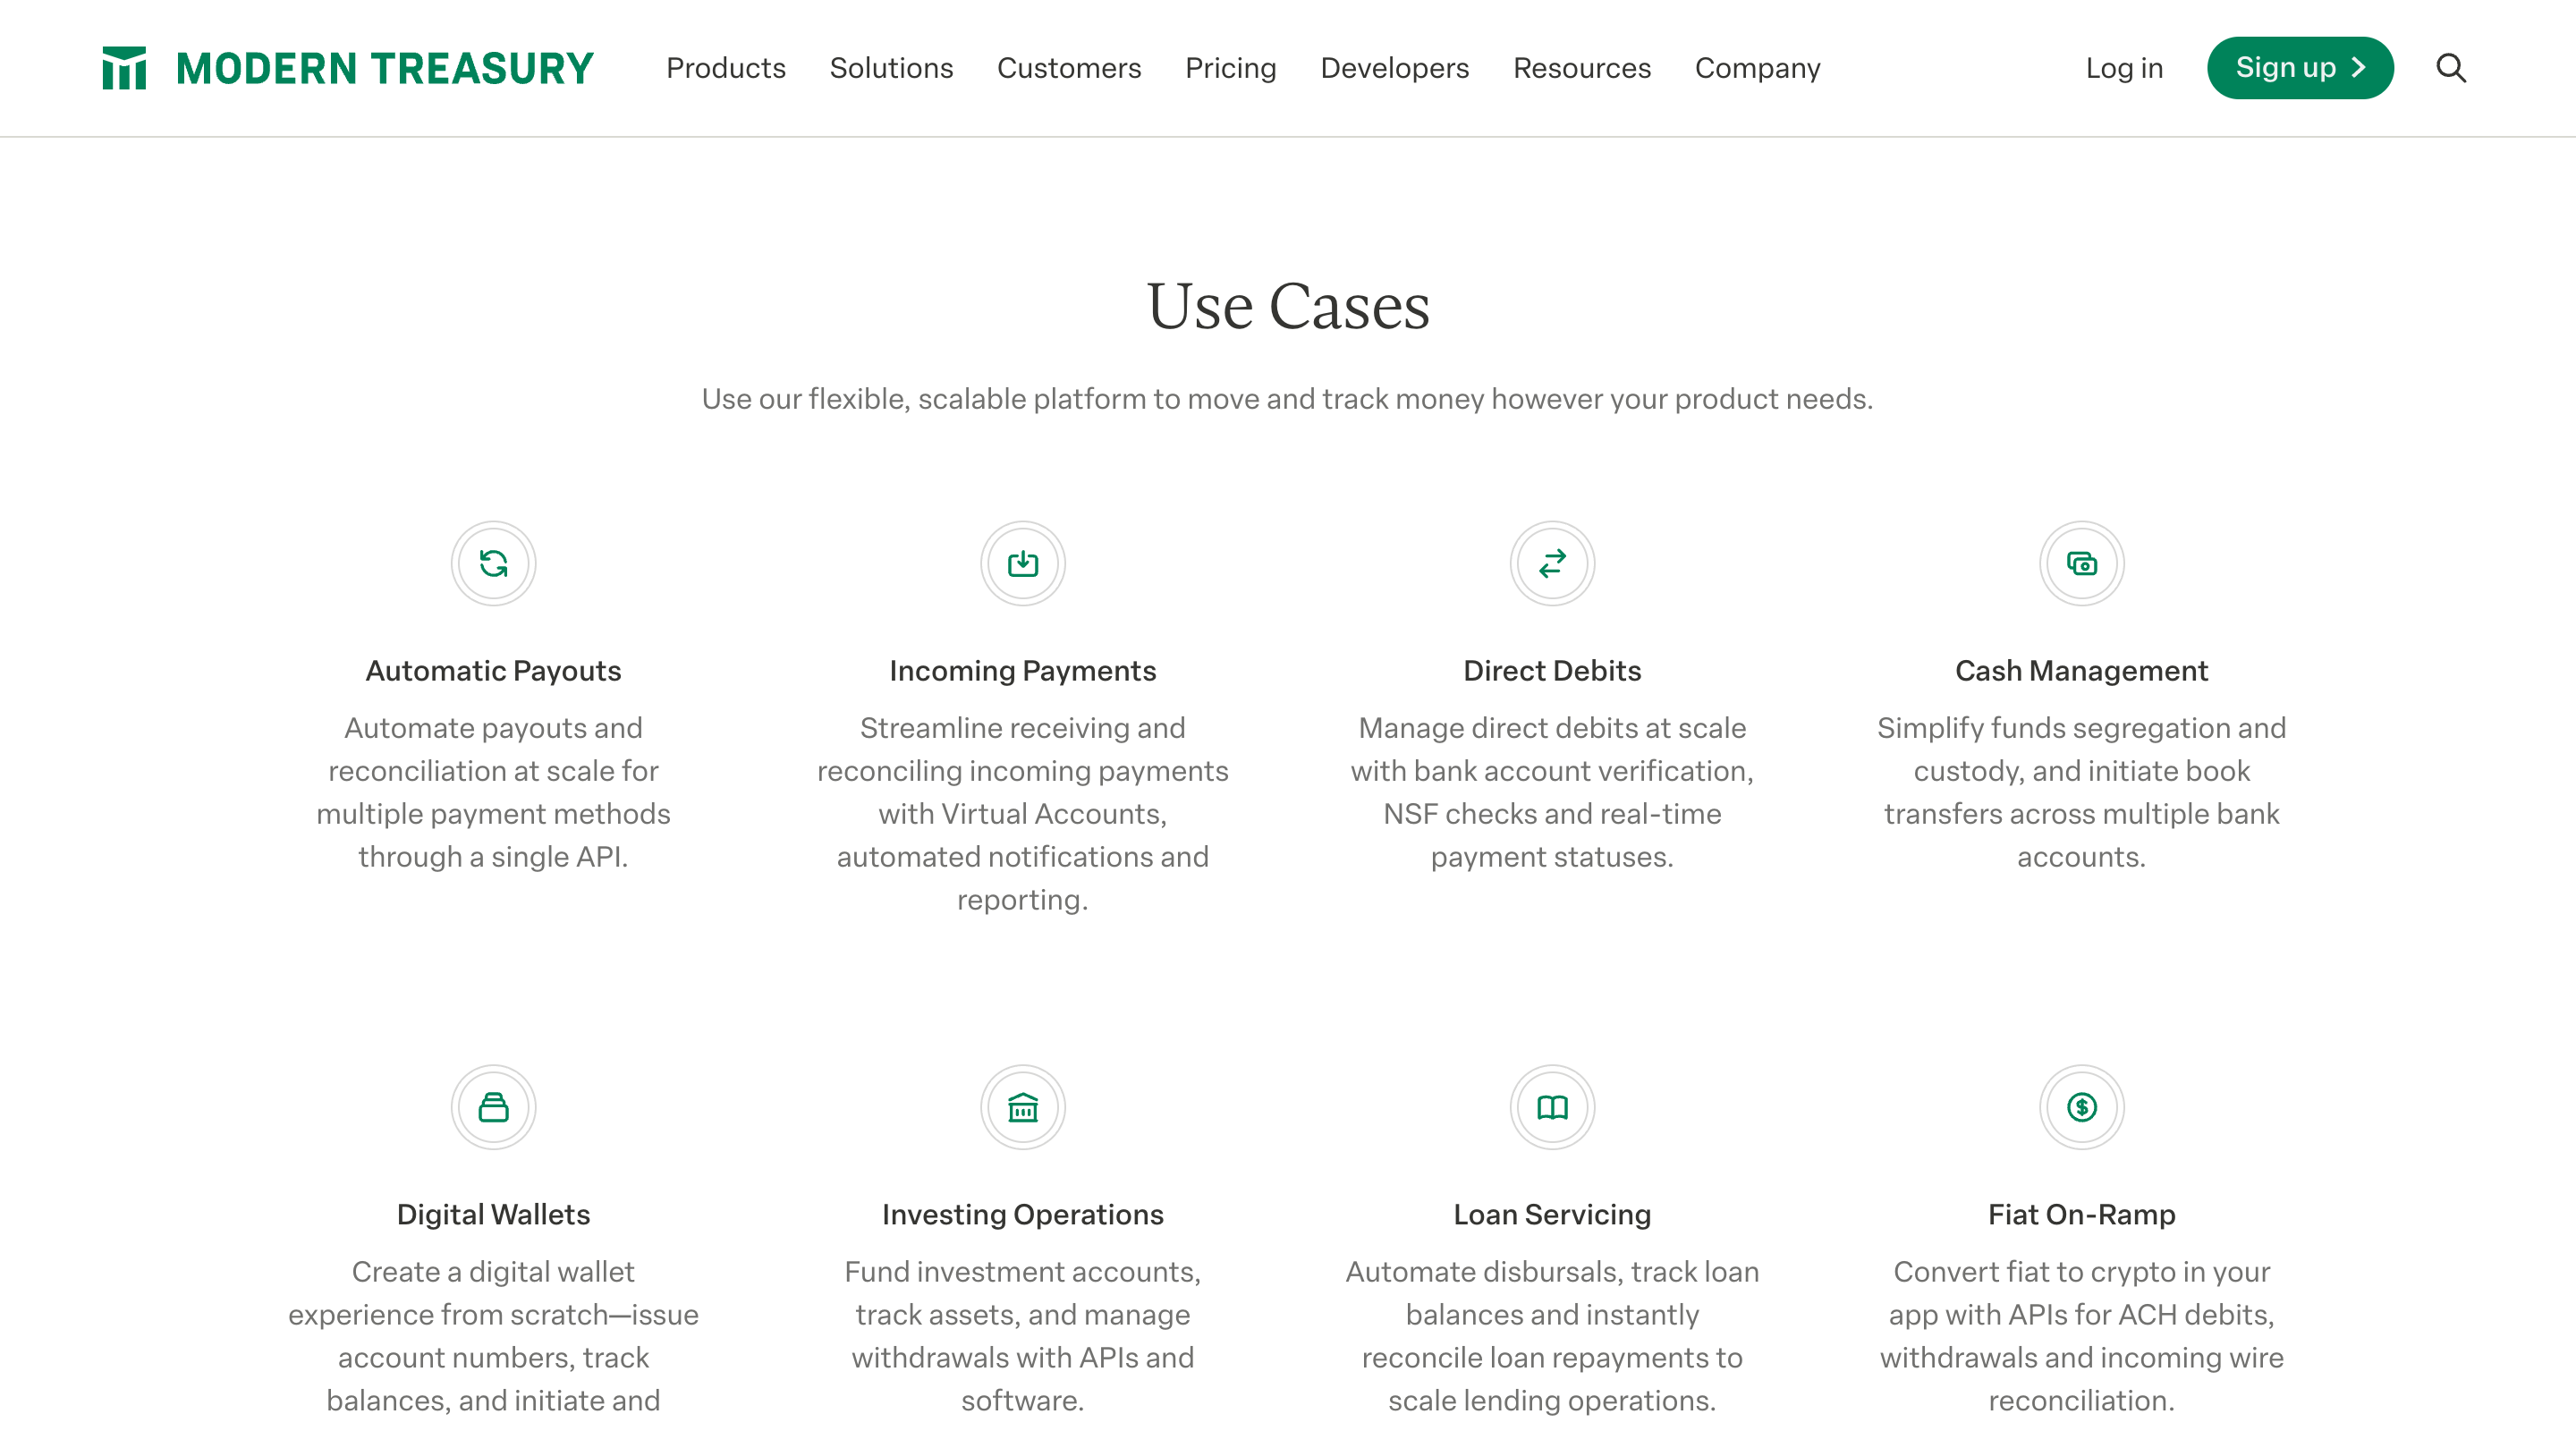 MODERN TREASURY
Products
Solutions
Customers
Pricing
Developers
Resources
Company
Log in
Sign up
Use Cases
Use our flexible, scalable platform to move and track money however your product needs.
Automatic Payouts
Automate payouts and
reconciliation at scale for
multiple payment methods
through a single API.
Incoming Payments
Streamline receiving and
reconciling incoming payments
with Virtual Accounts,
automated notifications and
reporting.
Direct Debits
Manage direct debits at scale
with bank account verification,
NSF checks and real-time
payment statuses.
Cash Management
Simplify funds segregation and
custody, and initiate book
transfers across multiple bank
accounts.
Digital Wallets
Create a digital wallet
experience from scratch—issue
account numbers, track
balances, and initiate and
Investing Operations
Fund investment accounts,
track assets, and manage
withdrawals with APIs and
software.
Loan Servicing
Automate disbursals, track loan
balances and instantly
reconcile loan repayments to
scale lending operations.
Fiat On-Ramp
Convert fiat to crypto in your
app with APIs for ACH debits,
withdrawals and incoming wire
reconciliation.